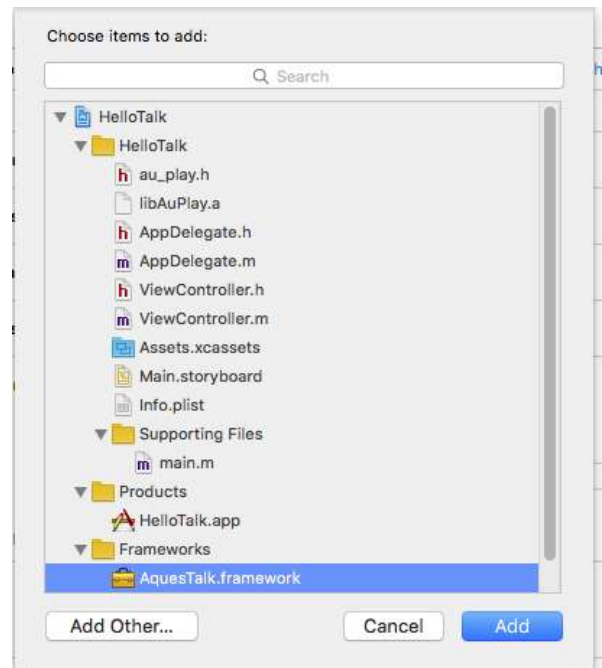 Choose items to add:
Search
HelloTalk
HelloTalk
h au_play.h
libAuPlay.a
h AppDelegate.h
m AppDelegate.m
h ViewController.h
m ViewController.m
Assets.xcassets
Main.storyboard
Info.plist
Supporting Files
m main.m
Products
HelloTalk.app
Frameworks
AquesTalk.framework
Add Other... Cancel Add